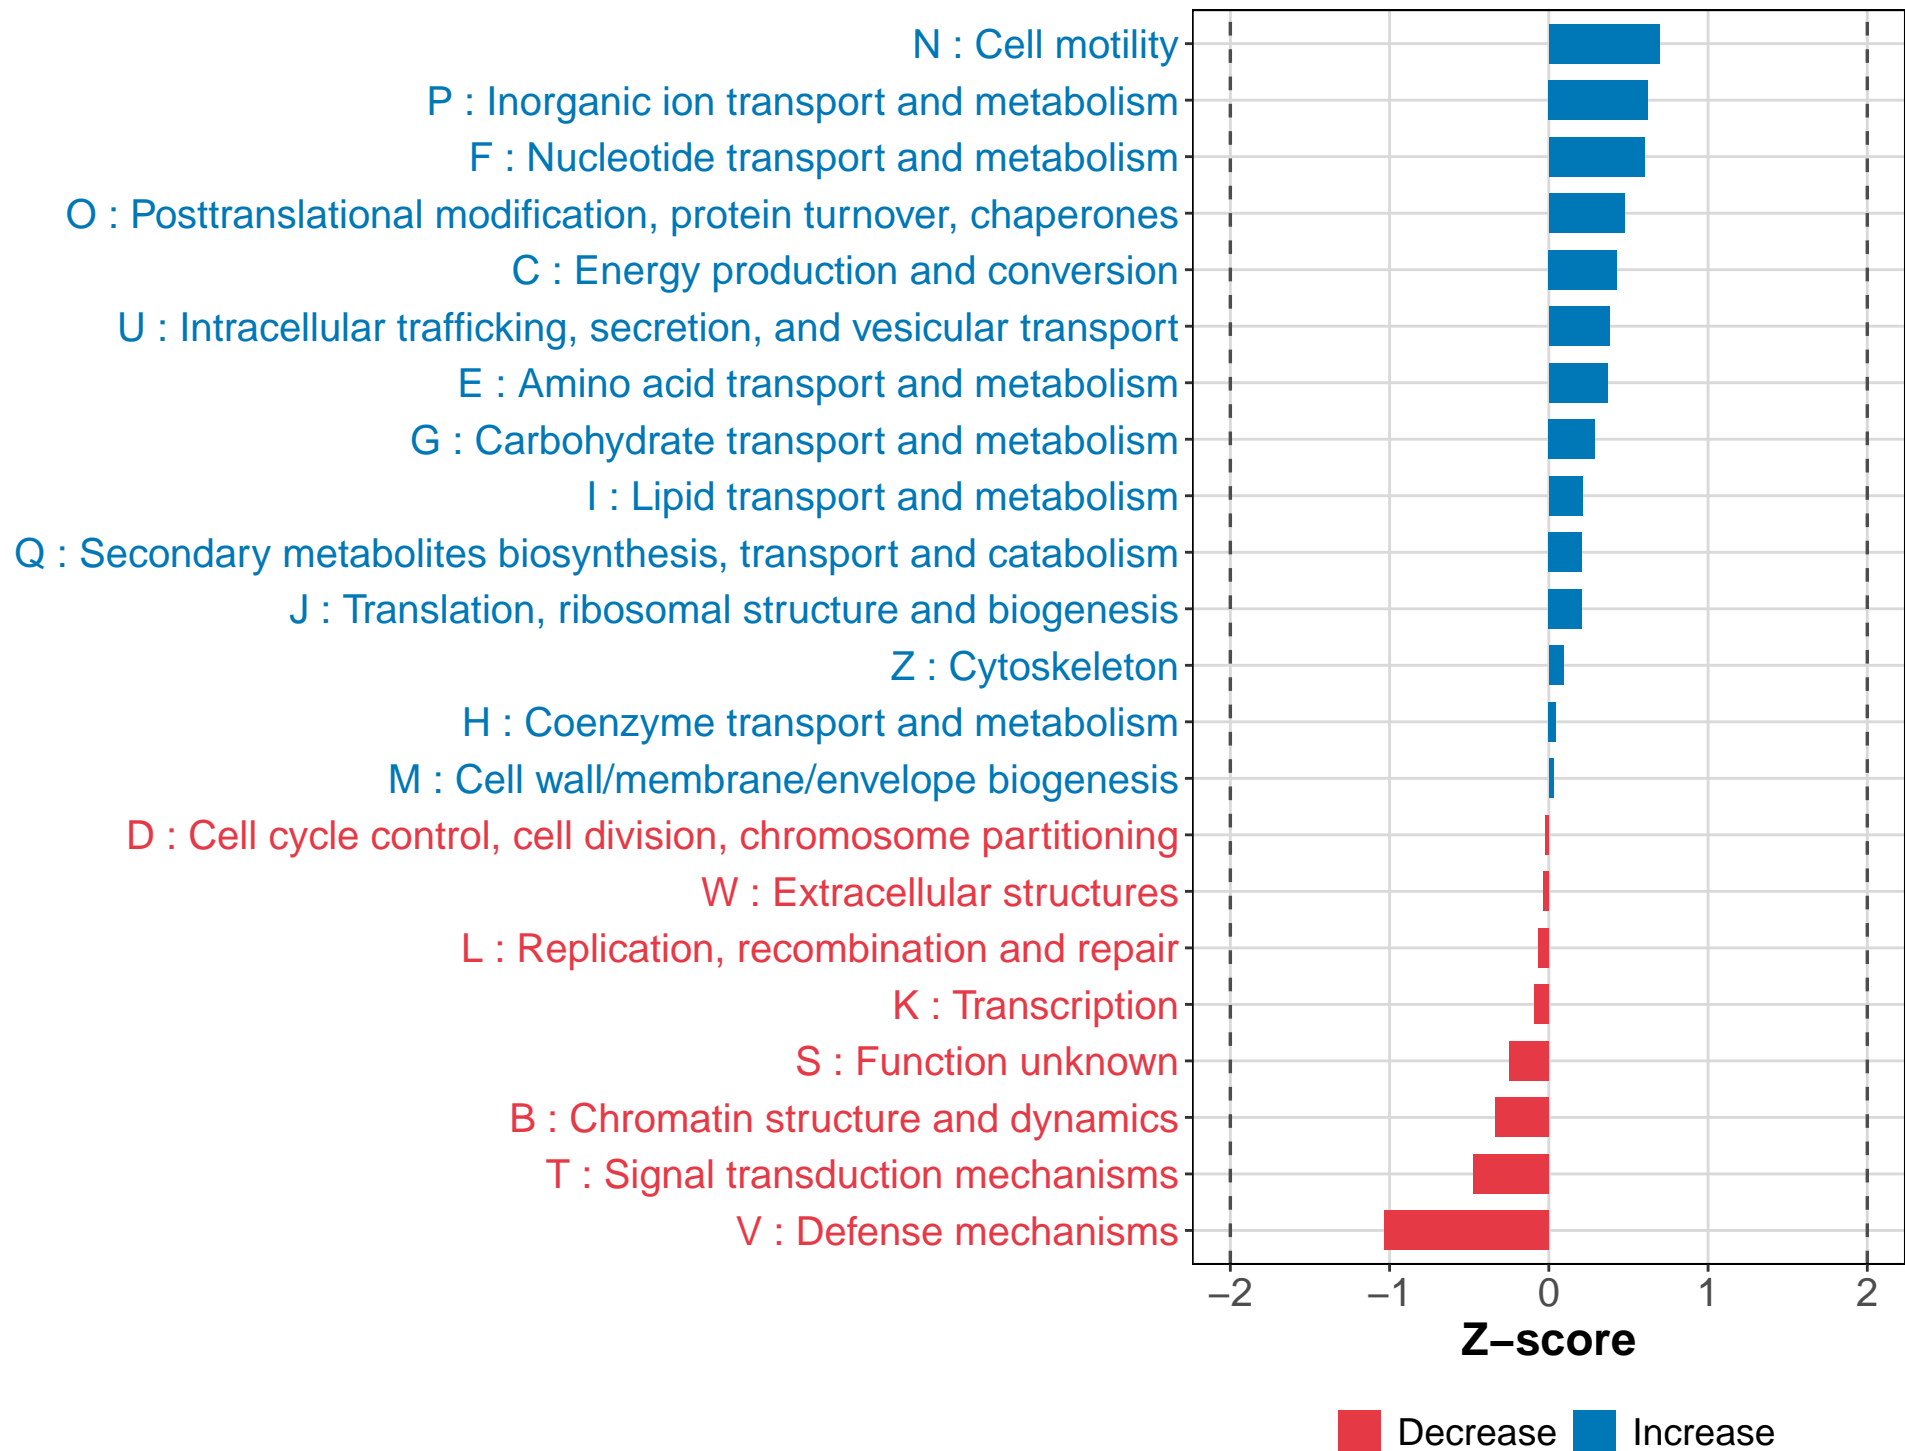 N : Cell motility
P : Inorganic ion transport and metabolism
F : Nucleotide transport and metabolism
O : Posttranslational modification, protein turnover, chaperones
C : Energy production and conversion
U : Intracellular trafficking, secretion, and vesicular transport
E : Amino acid transport and metabolism
G : Carbohydrate transport and metabolism
I : Lipid transport and metabolism
Q : Secondary metabolites biosynthesis, transport and catabolism
J : Translation, ribosomal structure and biogenesis
Z : Cytoskeleton
H : Coenzyme transport and metabolism
M : Cell wall/membrane/envelope biogenesis
D : Cell cycle control, cell division, chromosome partitioning
W : Extracellular structures
L : Replication, recombination and repair
K : Transcription
S : Function unknown
B : Chromatin structure and dynamics
T : Signal transduction mechanisms
V : Defense mechanisms
−2 −1 0 1 2
Z−score
Decrease Increase